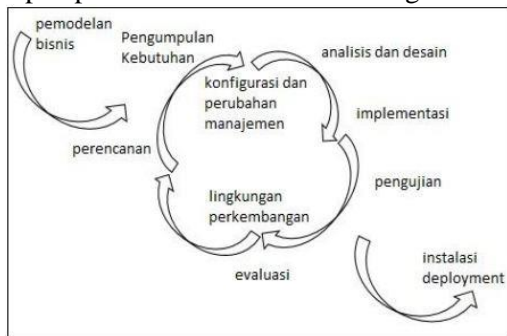 pemodelan
bisnis
Pengumpulan
Kebutuhan
analisis dan desain
konfigurasi dan
perubahan
manajemen
implementasi
perencanan
pengujian
lingkungan
perkembangan
evaluasi
instalasi
deployment